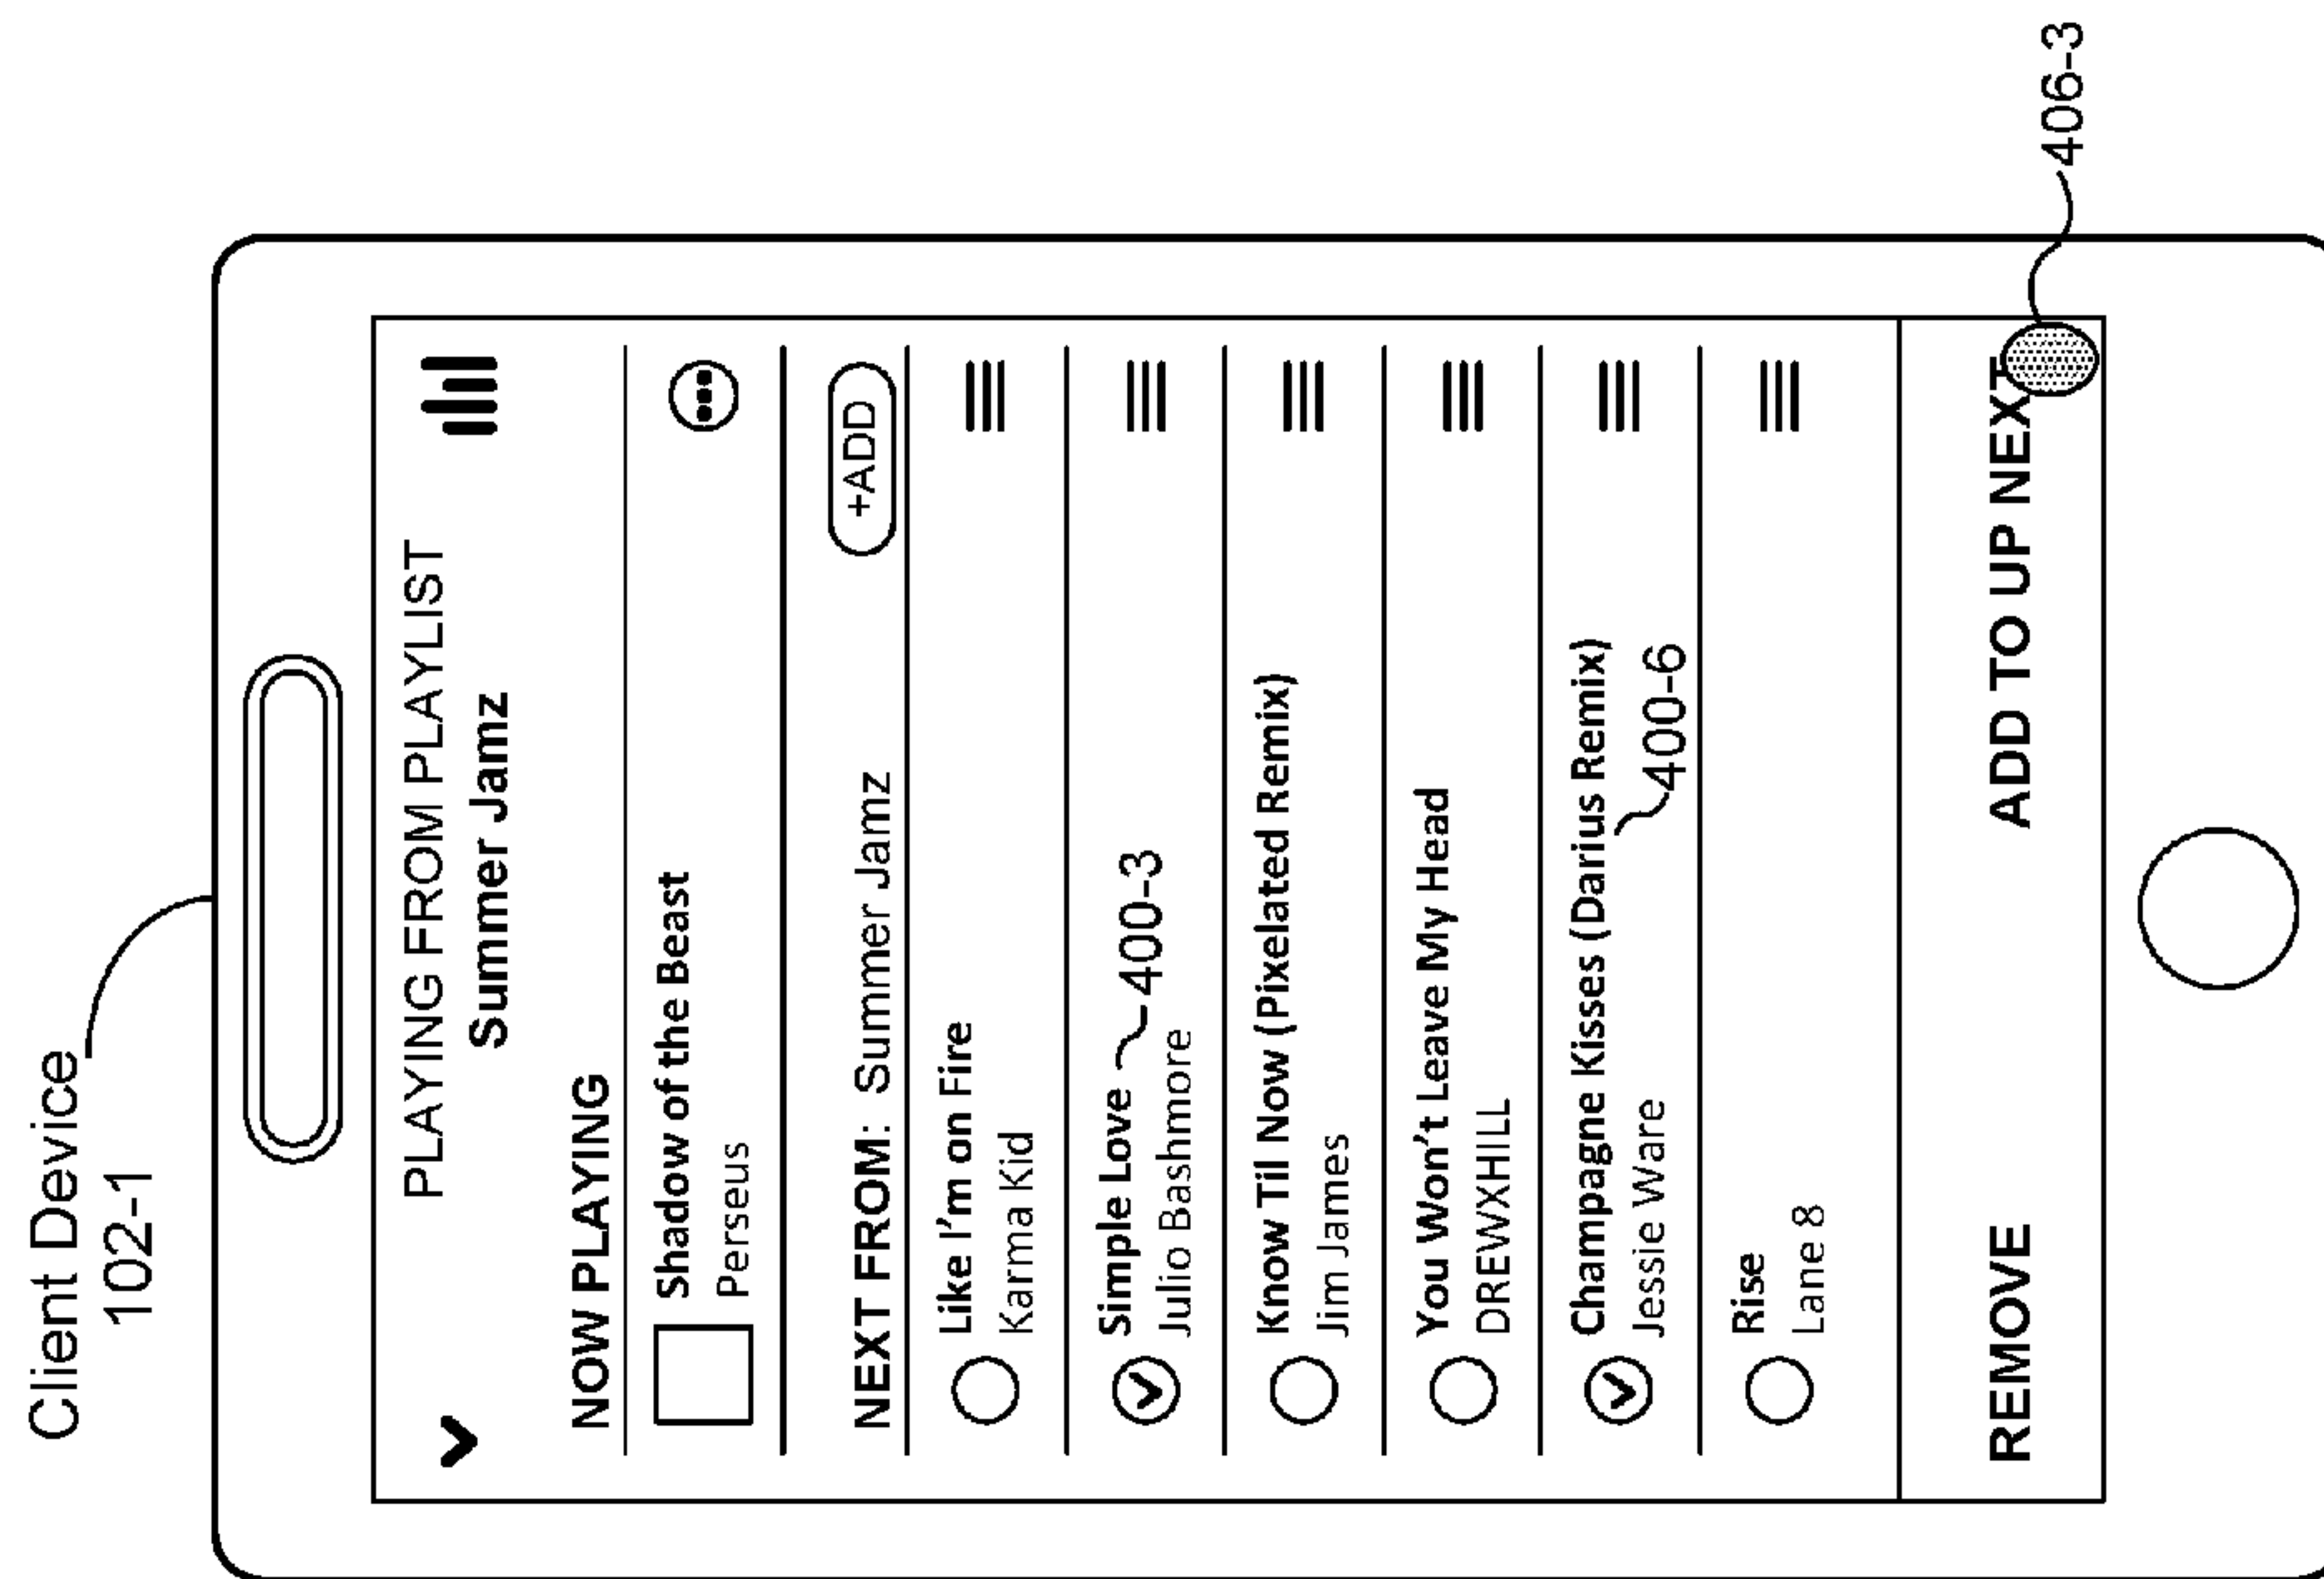 Client Device
102-1
PLAYING FROM PLAYLIST
Summer Jamz
NOW PLAYING
Shadow of the Beast
Perseus
NEXT FROM: Summer Jamz
+ADD
Like I'm on Fire
Karma Kid
Simple Love
400-3
Julio Bashmore
Know Til Now (Pixelated Remix)
Jim James
You Won't Leave My Head
DREWXHILL
Champagne Kisses (Darius Remix)
Jessie Ware
400-6
Rise
Lane 8
REMOVE
ADD TO UP NEXT
406-3